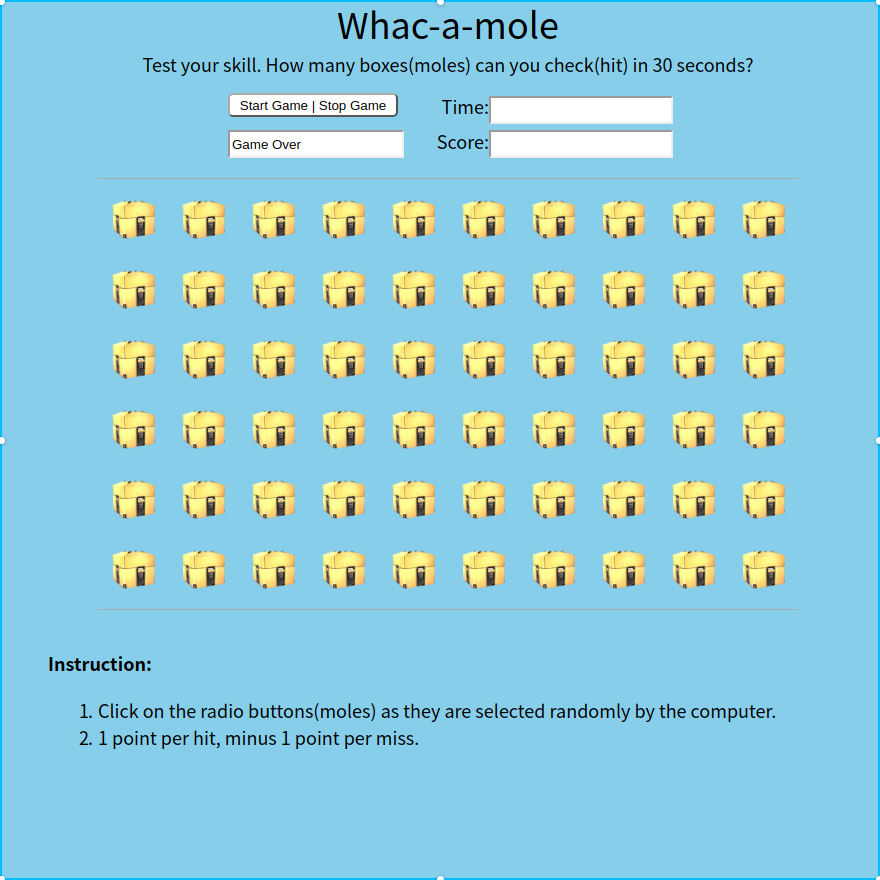 Whac-a-mole
Test your skill. How many boxes(moles) can you check(hit) in 30 seconds?
Start Game | Stop Game
Time:
Game Over
Score:
Instruction:
1. Click on the radio buttons(moles) as they are selected randomly by the computer.
2. 1 point per hit, minus 1 point per miss.